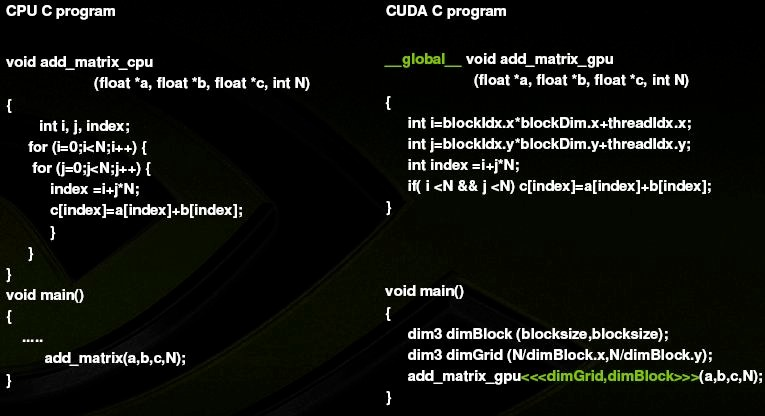 CPU C program
void add_matrix_cpu
(float *a, float *b, float *c, int N)
{
int i, j, index;
for (i=0;i<N;i++) {
for (j=0;j<N;j++) {
index =i+j*N;
c[index]=a[index]+b[index];
}
}
}
void main()
{
.....
add_matrix(a,b,c,N);
}
CUDA C program
__global__ void add_matrix_gpu
(float *a, float *b, float *c, int N)
{
int i=blockIdx.x*blockDim.x+threadIdx.x;
int j=blockIdx.y*blockDim.y+threadIdx.y;
int index =i+j*N;
if( i <N && j <N) c[index]=a[index]+b[index];
}
void main()
{
dim3 dimBlock (blocksize,blocksize);
dim3 dimGrid (N/dimBlock.x,N/dimBlock.y);
add_matrix_gpu<<<dimGrid,dimBlock>>>(a,b,c,N);
}